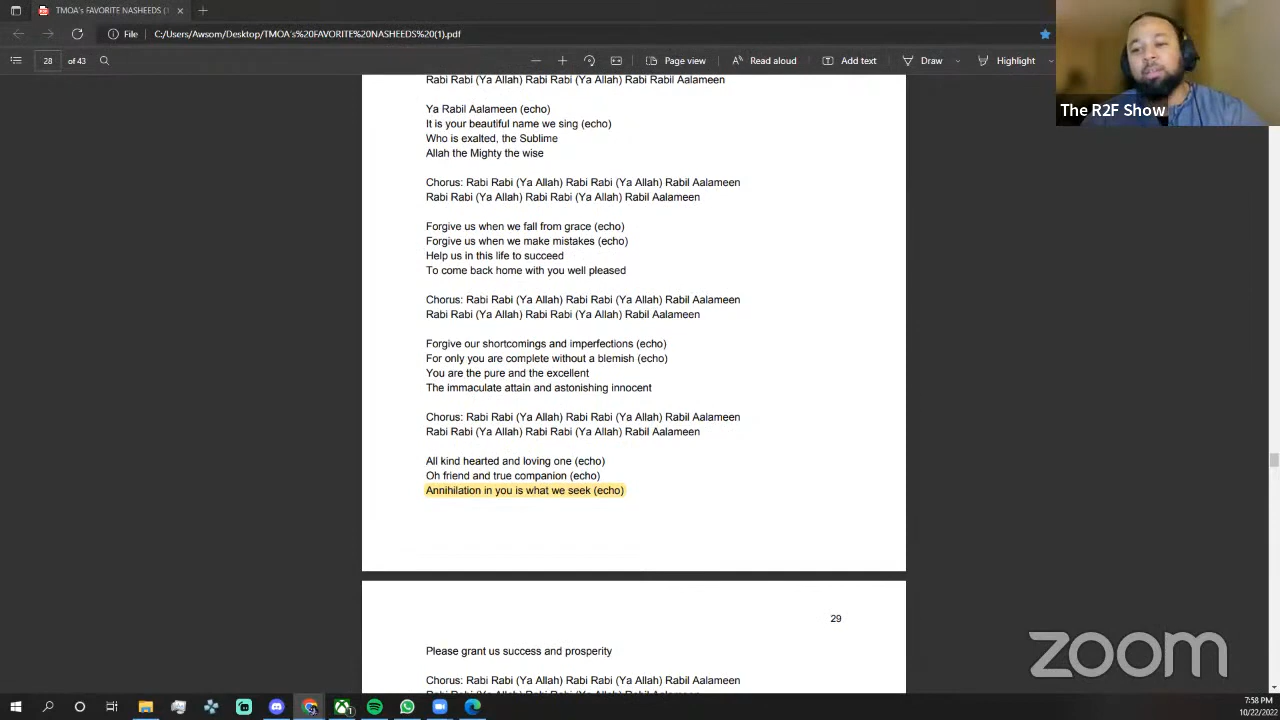 TMOA's FAVORITE NASHEEDS (1
File
C:/Users/Awsom/Desktop/TMOA's%20FAVORITE%20NASHEEDS%20(1).pdf
28 of 43
Page view
Read aloud
Add text
Draw
Highlight
The R2F Show
Rabi Rabi (Ya Allah) Rabi Rabi (Ya Allah) Rabi Rabil Aalameen
Ya Rabil Aalameen (echo)
It is your beautiful name we sing (echo)
Who is exalted, the Sublime
Allah the Mighty the wise
Chorus: Rabi Rabi (Ya Allah) Rabi Rabi (Ya Allah) Rabil Aalameen
Rabi Rabi (Ya Allah) Rabi Rabi (Ya Allah) Rabil Aalameen
Forgive us when we fall from grace (echo)
Forgive us when we make mistakes (echo)
Help us in this life to succeed
To come back home with you well pleased
Chorus: Rabi Rabi (Ya Allah) Rabi Rabi (Ya Allah) Rabil Aalameen
Rabi Rabi (Ya Allah) Rabi Rabi (Ya Allah) Rabil Aalameen
Forgive our shortcomings and imperfections (echo)
For only you are complete without a blemish (echo)
You are the pure and the excellent
The immaculate attain and astonishing innocent
Chorus: Rabi Rabi (Ya Allah) Rabi Rabi (Ya Allah) Rabil Aalameen
Rabi Rabi (Ya Allah) Rabi Rabi (Ya Allah) Rabil Aalameen
All kind hearted and loving one (echo)
Oh friend and true companion (echo)
Annihilation in you is what we seek (echo)
29
Please grant us success and prosperity
Chorus: Rabi Rabi (Ya Allah) Rabi Rabi (Ya Allah) Rabil Aalameen
Rabi Rabi (Ya Allah) Rabi Rabi (Ya Allah) Rabil Aalameen
zoom
7:58 PM
10/22/2022